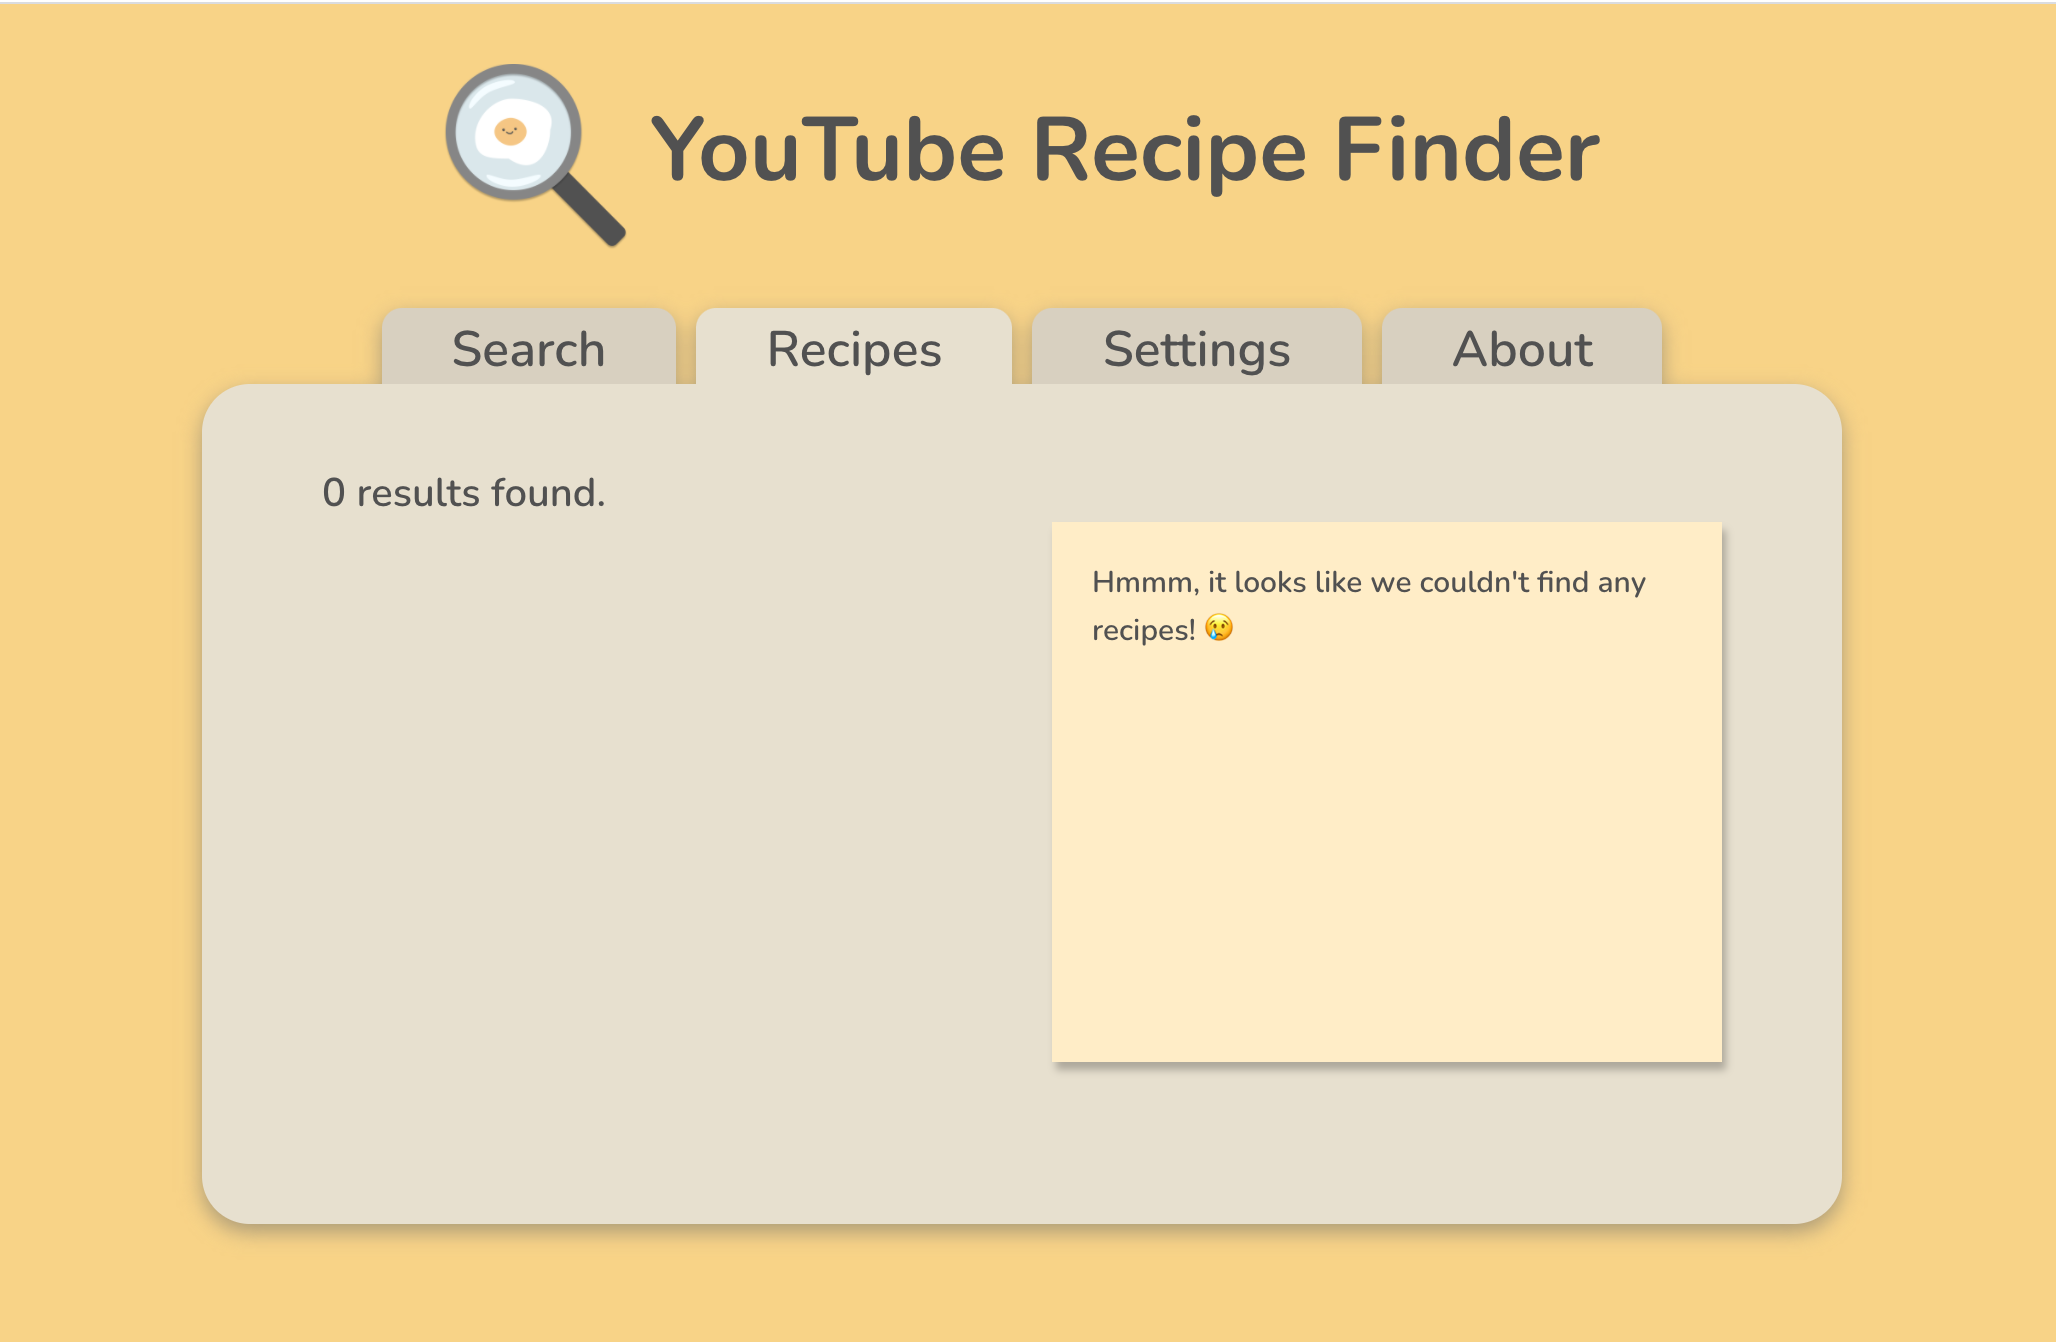 YouTube Recipe Finder
Search
Recipes
Settings
About
0 results found.
Hmmm, it looks like we couldn't find any
recipes! 😢